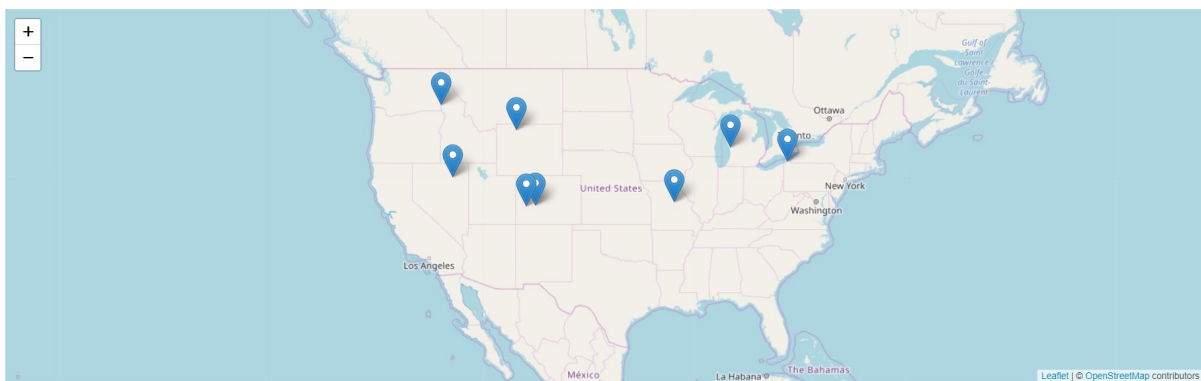 +
−
Gulf of
Saint
Lawrence
Golfe
du Saint-
Laurent
Ottawa
United States
New York
Washington
Los Angeles
México
La Habana
The Bahamas
Leaflet | © OpenStreetMap contributors